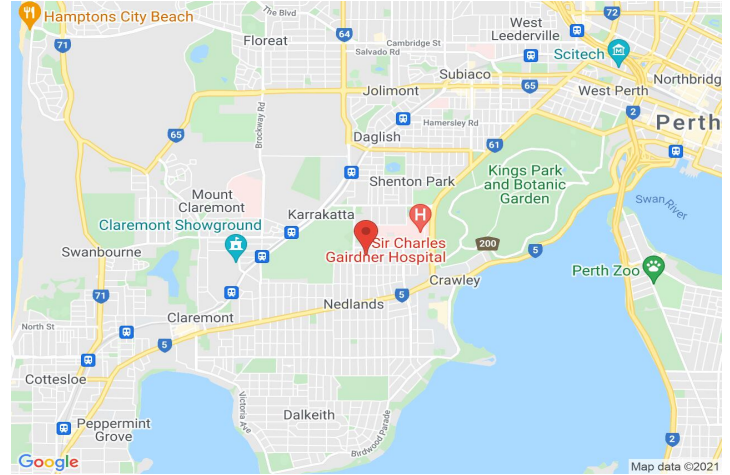 Hamptons City Beach
The Blvd
71
Floreat
64
Cambridge St
Salvado Rd
West
Leederville
72
Scitech
Subiaco
Northbridg
Jolimont
65
West Perth
2
Brockway Rd
Hamersley Rd
Perth
65
Daglish
61
Kings Park
and Botanic
Garden
Shenton Park
Mount
Claremont
Swan River
Karrakatta
H
Claremont Showground
Sir Charles
Gairdner Hospital
200
5
Swanbourne
Crawley
Perth Zoo
71
5
Nedlands
North St
Claremont
5
Cottesloe
Victoria Ave
Dalkeith
Peppermint
Grove
Birdwood Parade
2
Google
Map data ©2021